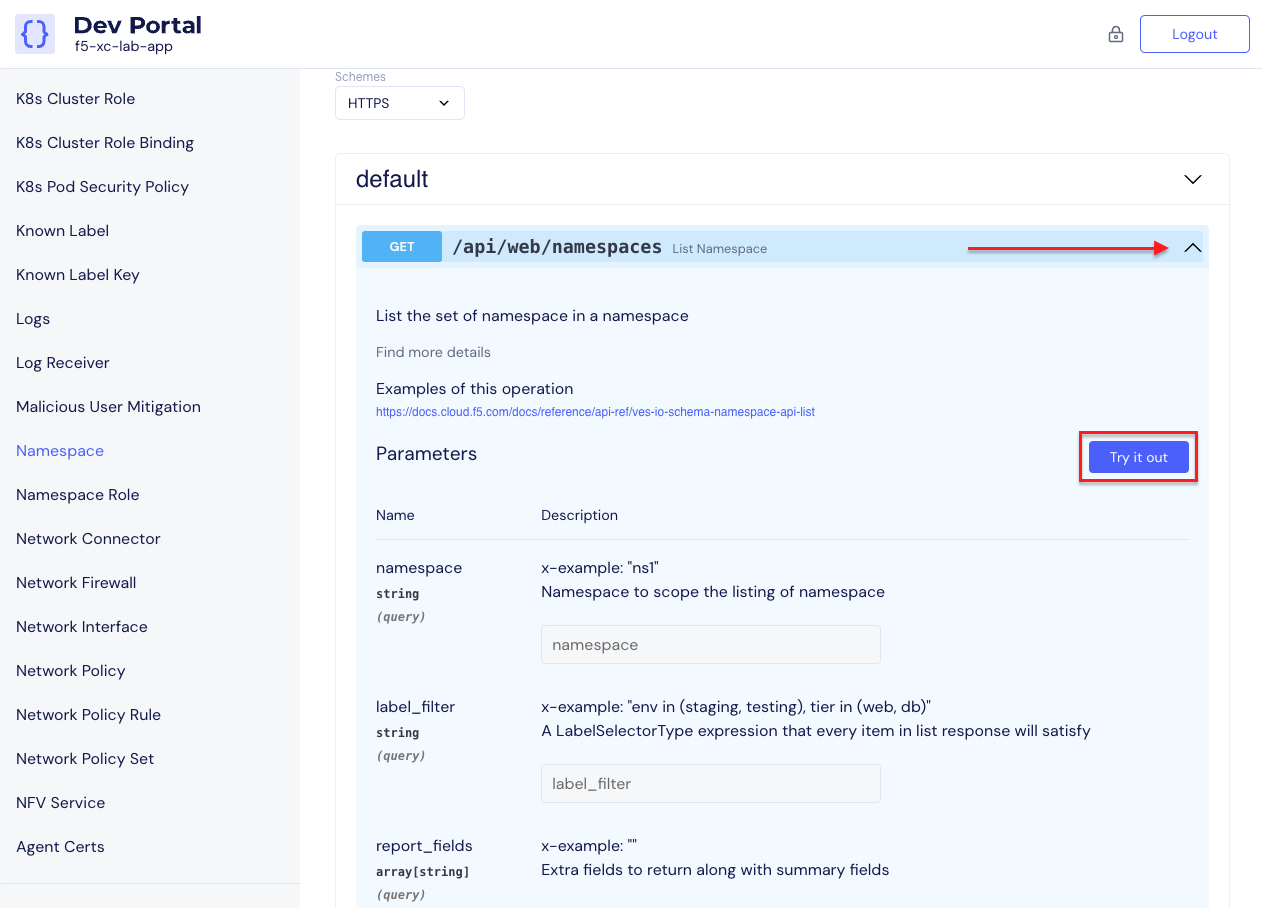 {}
Dev Portal
f5-xc-lab-app
Logout
K8s Cluster Role
K8s Cluster Role Binding
K8s Pod Security Policy
Known Label
Known Label Key
Logs
Log Receiver
Malicious User Mitigation
Namespace
Namespace Role
Network Connector
Network Firewall
Network Interface
Network Policy
Network Policy Rule
Network Policy Set
NFV Service
Agent Certs
Schemes
HTTPS
default
GET /api/web/namespaces List Namespace
List the set of namespace in a namespace
Find more details
Examples of this operation
https://docs.cloud.f5.com/docs/reference/api-ref/ves-io-schema-namespace-api-list
Parameters
Try it out
Name Description
namespace x-example: "ns1"
string Namespace to scope the listing of namespace
(query)
namespace
label_filter x-example: "env in (staging, testing), tier in (web, db)"
string A LabelSelectorType expression that every item in list response will satisfy
(query)
label_filter
report_fields x-example: ""
array[string] Extra fields to return along with summary fields
(query)